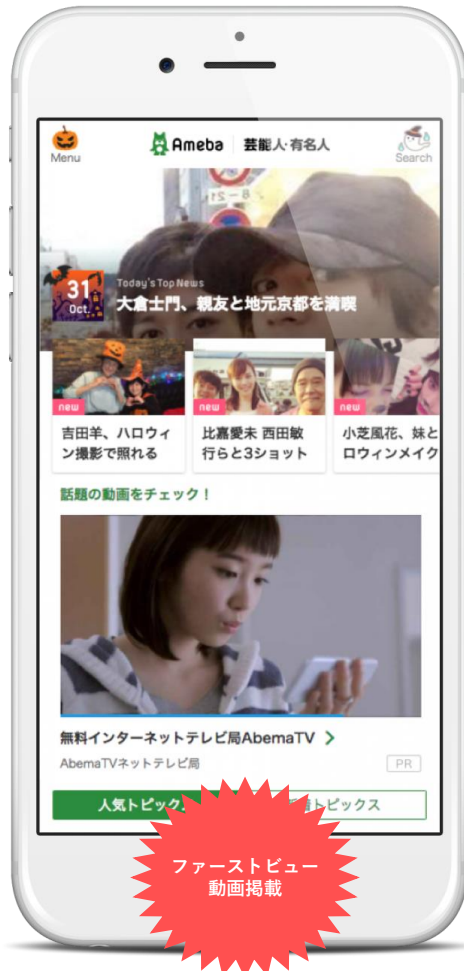 Menu
Ameba
芸能人・有名人
Search
31
Oct.
Today's Top News
大倉士門、親友と地元京都を満喫
new
new
new
吉田羊、ハロウィ
ン撮影で照れる
比嘉愛未 西田敏
行らと3ショット
小芝風花、妹と
ロウィンメイク
話題の動画をチェック！
無料インターネットテレビ局AbemaTV
AbemaTVネットテレビ局
PR
人気トピック
トピックス
ファーストビュー
動画掲載